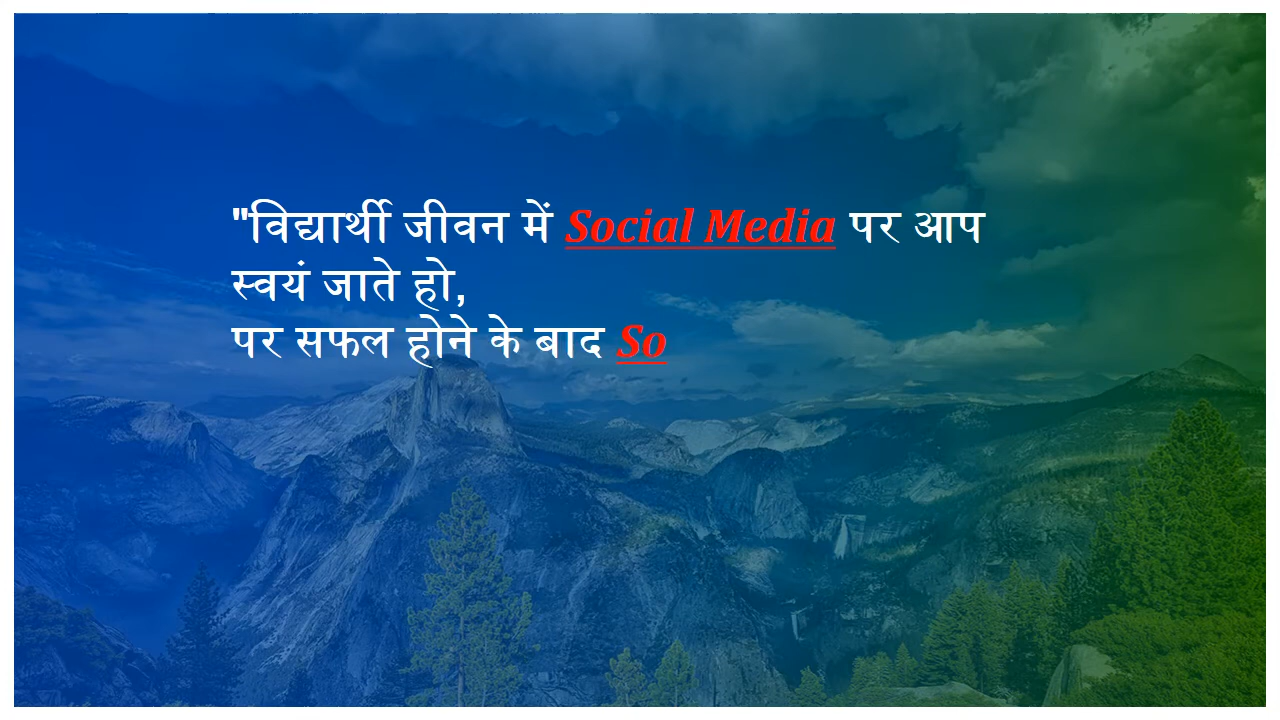 "विद्यार्थी जीवन में Social Media पर आप
स्वयं जाते हो,
पर सफल होने के बाद So